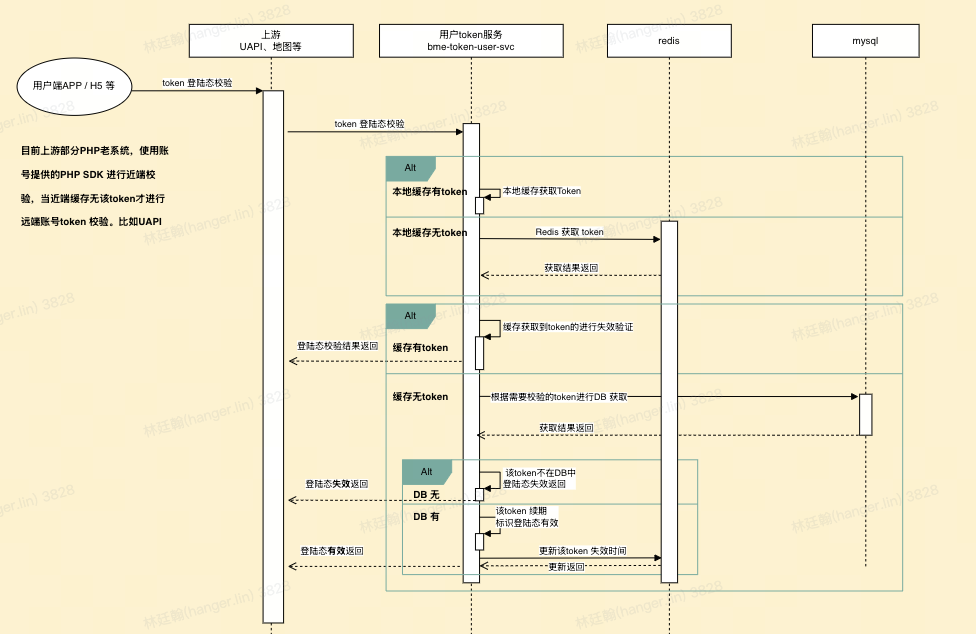 上游
UAPI、地图等
用户token服务
bme-token-user-svc
redis
mysql
用户端APP / H5 等
token 登陆态校验
token 登陆态校验
目前上游部分PHP老系统，使用账
号提供的PHP SDK 进行近端校
验，当近端缓存无该token才进行
远端账号token 校验。比如UAPI
Alt
本地缓存有token
本地缓存获取Token
本地缓存无token
Redis 获取 token
获取结果返回
Alt
缓存获取到token的进行失效验证
登陆态校验结果返回
缓存有token
缓存无token
根据需要校验的token进行DB 获取
获取结果返回
Alt
该token不在DB中
登陆态失效返回
登陆态失效返回
DB 无
DB 有
该token 续期
标识登陆态有效
登陆态有效返回
更新该token 失效时间
更新返回
林廷翰(hanger.lin) 3828